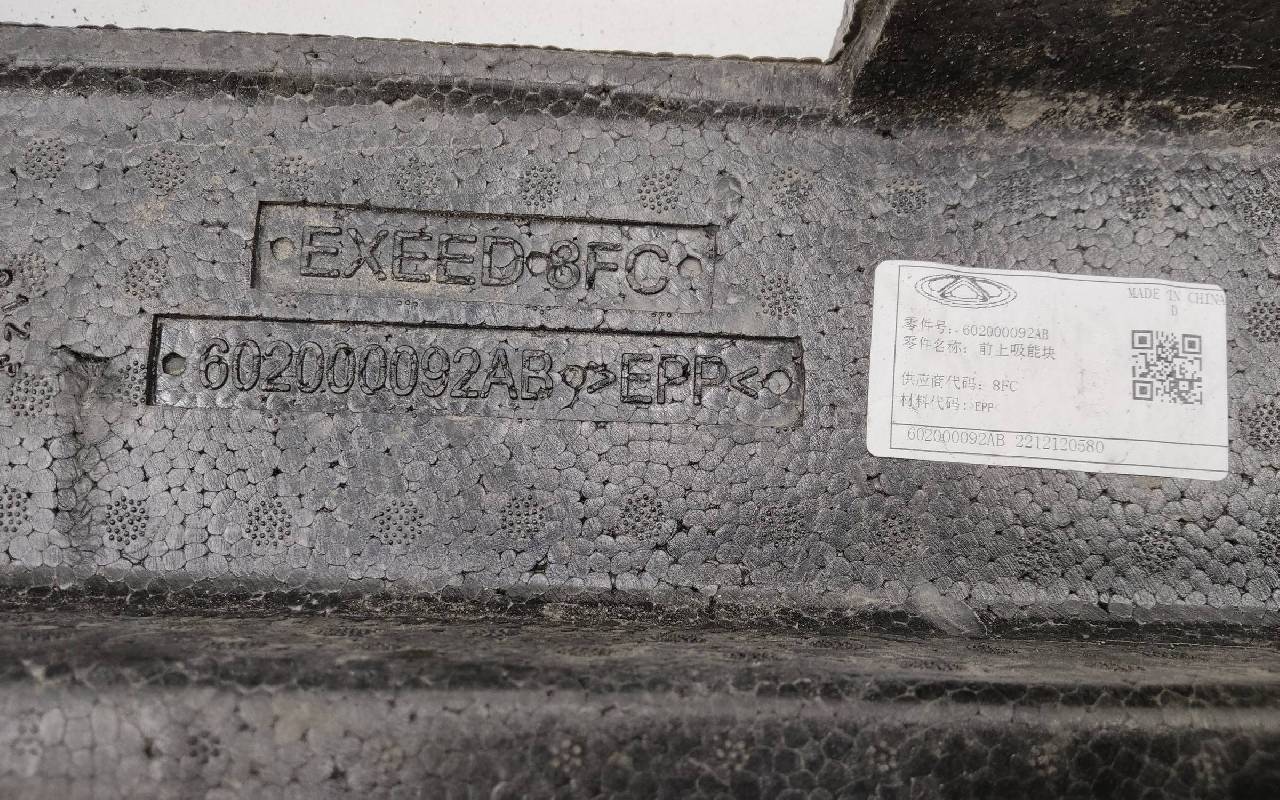 EXEED 8FC
602000092AB >EPP<
MADE IN CHINA
D
零件号: 602000092AB
零件名称: 前上吸能块
供应商代码: 8FC
材料代码: EPP
602000092AB 2212120580